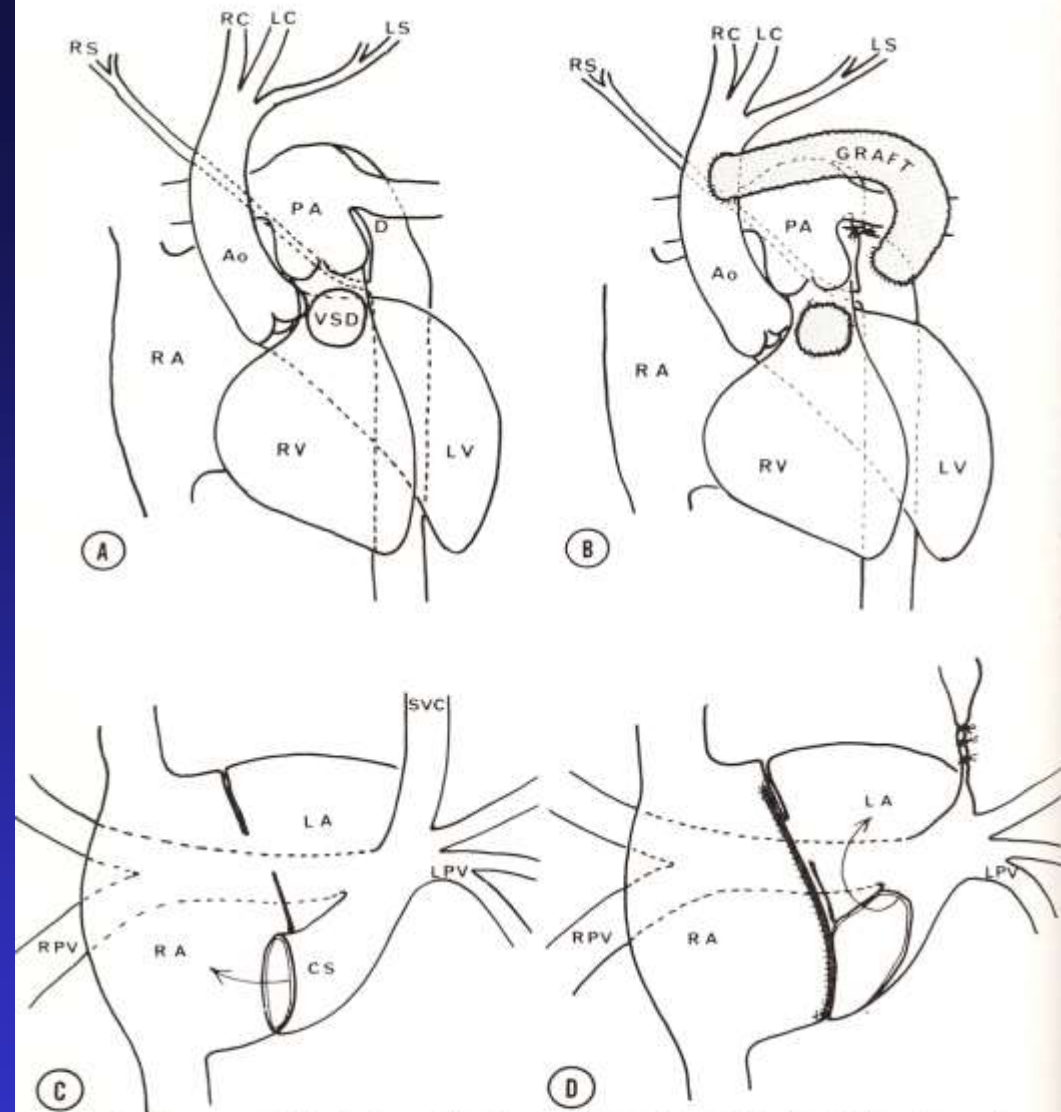 RC LC
LS
RS
PA
D
Ao
VSD
RA
RV
LV
A
RC LC
LS
RS
GRAFT
PA
Ao
RA
RV
LV
B
SVC
LA
LPV
RPV
RA
CS
C
LA
LPV
RPV
RA
D